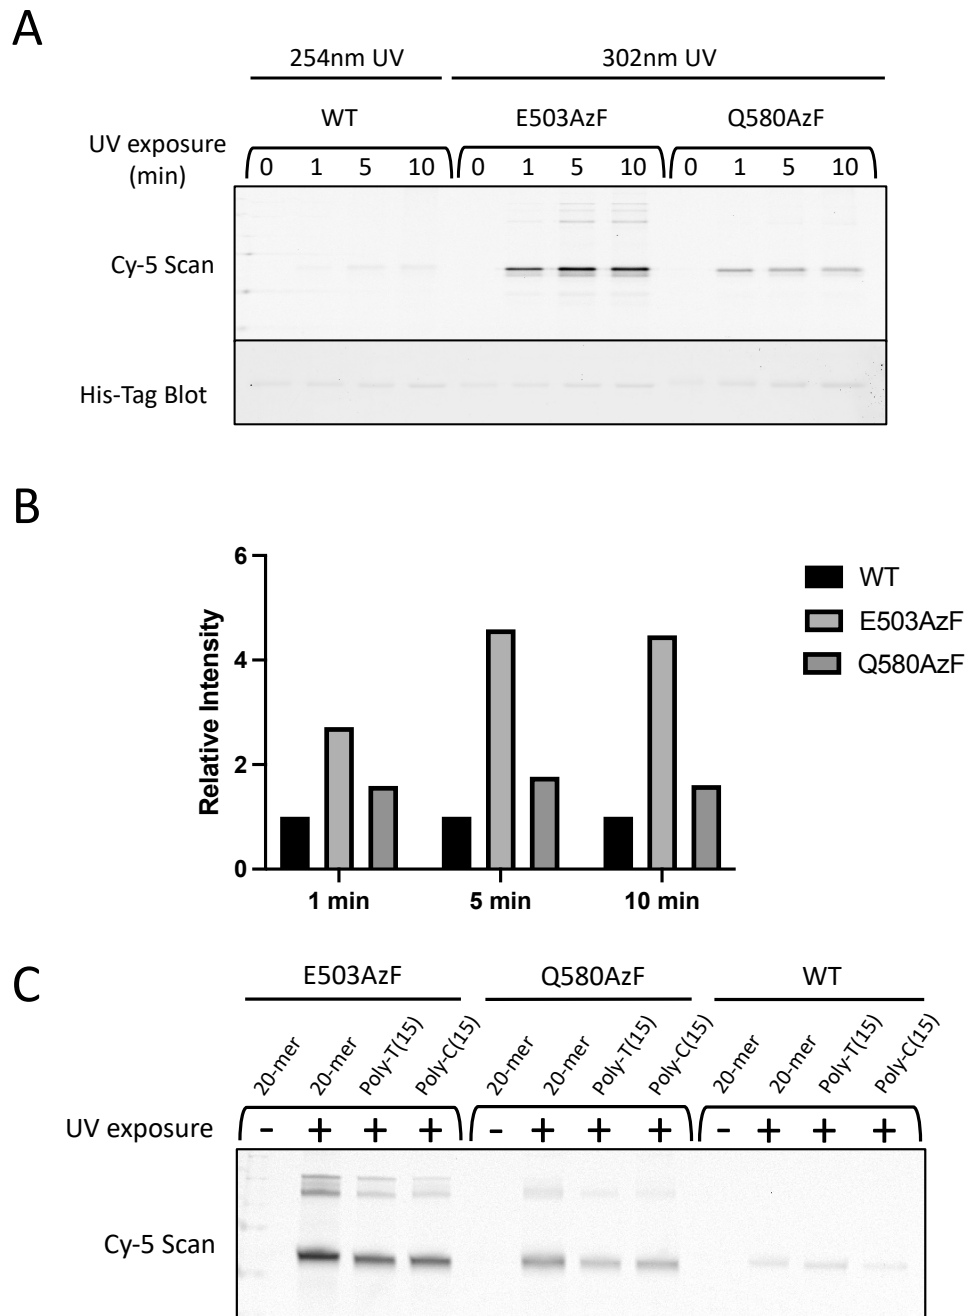 A
254nm UV 302nm UV
WT E503AzF Q580AzF
UV exposure
(min)
0 1 5 10 0 1 5 10 0 1 5 10
Cy-5 Scan
His-Tag Blot
B
6
4
2
0
Relative Intensity
1 min 5 min 10 min
WT
E503AzF
Q580AzF
C
E503AzF Q580AzF WT
20-mer 20-mer Poly-T(15) Poly-C(15) 20-mer 20-mer Poly-T(15) Poly-C(15) 20-mer 20-mer Poly-T(15) Poly-C(15)
UV exposure - + + + - + + + - + + +
Cy-5 Scan